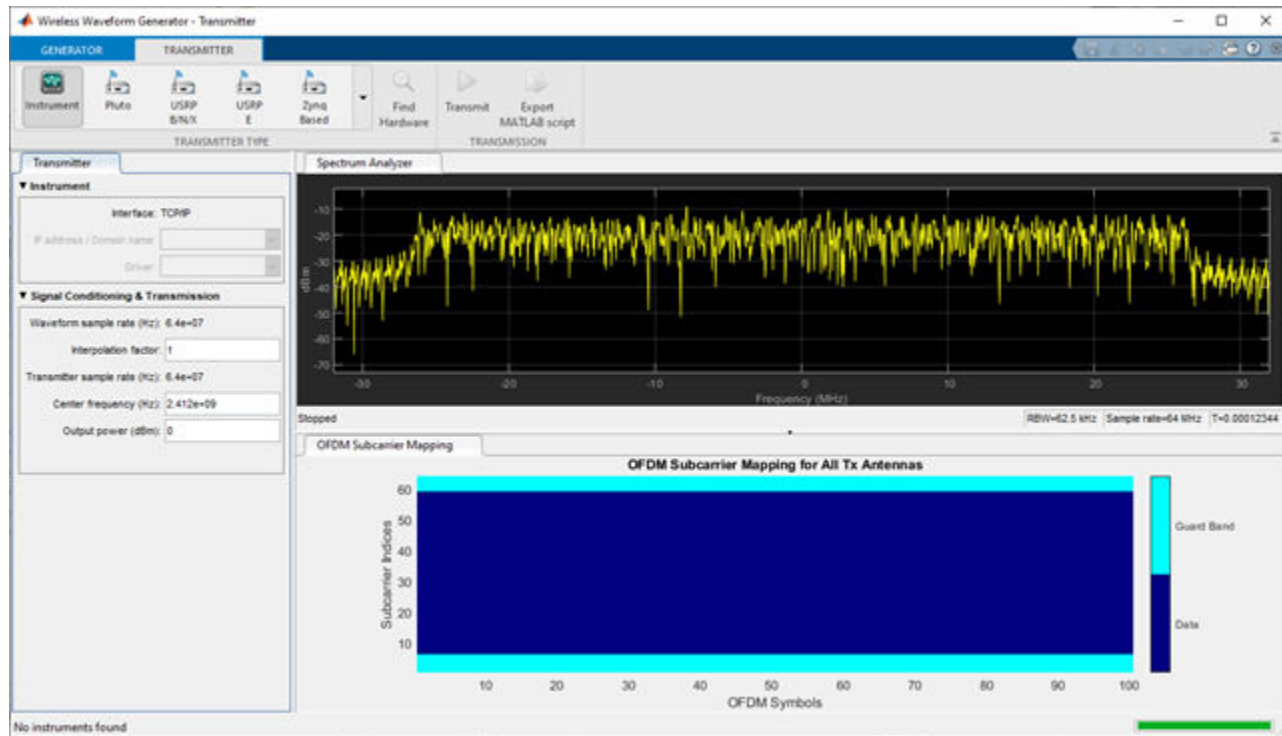 Wireless Waveform Generator - Transmitter
GENERATOR TRANSMITTER
Instrument Pluto USRP B/N/X USRP E Zynq Based Find Hardware Transmit Export MATLAB script
TRANSMITTER TYPE TRANSMISSION
Transmitter
Instrument
Interface: TCP/IP
IP address / Domain name
Driver:
Signal Conditioning & Transmission
Waveform sample rate (Hz): 6.4e+07
Interpolation factor: 1
Transmitter sample rate (Hz): 6.4e+07
Center frequency (Hz): 2.412e+09
Output power (dBm): 0
Spectrum Analyzer
-10
-20
-30
-40
-50
-60
-70
dBm
-30 -20 -10 0 10 20 30
Frequency (MHz)
Stopped RBW=62.5 kHz Sample rate=64 MHz T=0.00012344
OFDM Subcarrier Mapping
OFDM Subcarrier Mapping for All Tx Antennas
60
50
40
30
20
10
Subcarrier Indices
10 20 30 40 50 60 70 80 90 100
OFDM Symbols
Guard Band
Data
No instruments found